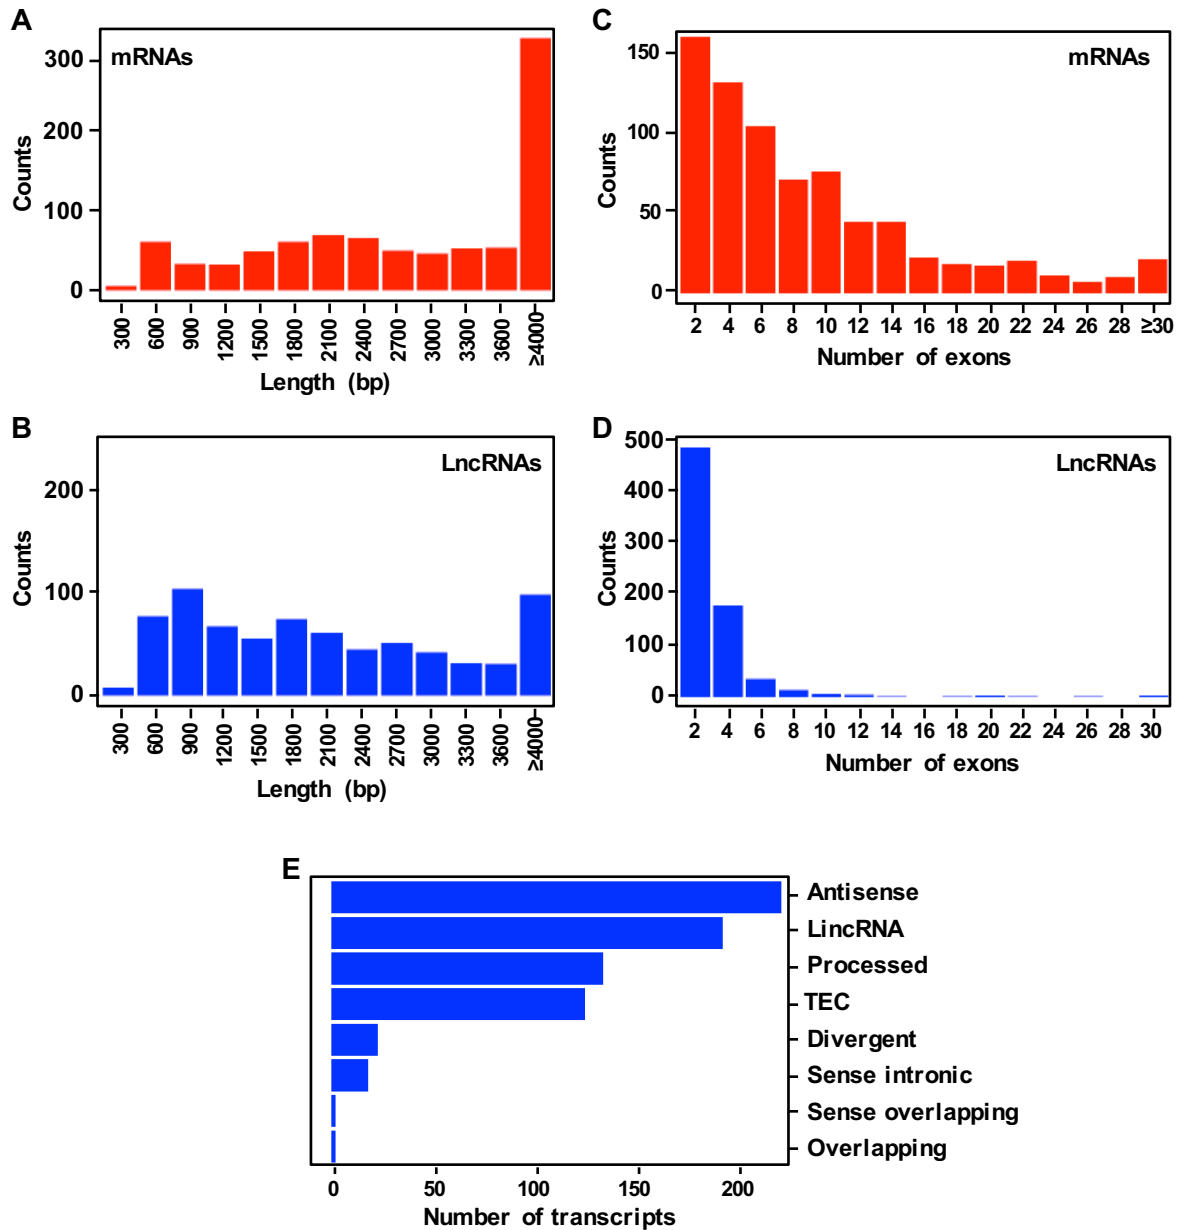 A
mRNAs
300
200
100
0
Counts
300
600
900
1200
1500
1800
2100
2400
2700
3000
3300
3600
≥4000
Length (bp)
C
mRNAs
150
100
50
0
Counts
2 4 6 8 10 12 14 16 18 20 22 24 26 28 ≥30
Number of exons
B
LncRNAs
200
100
0
Counts
300
600
900
1200
1500
1800
2100
2400
2700
3000
3300
3600
≥4000
Length (bp)
D
LncRNAs
500
400
300
200
100
0
Counts
2 4 6 8 10 12 14 16 18 20 22 24 26 28 30
Number of exons
E
Antisense
LincRNA
Processed
TEC
Divergent
Sense intronic
Sense overlapping
Overlapping
0 50 100 150 200
Number of transcripts